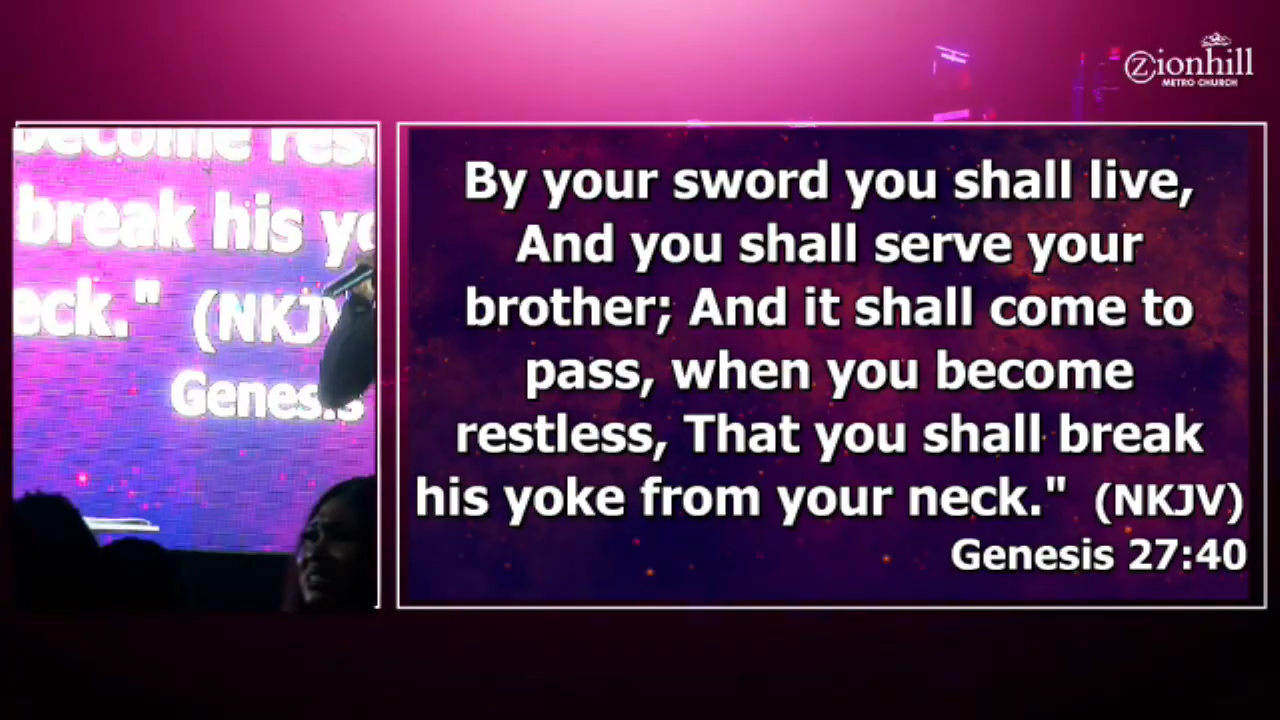 Zionhill
METRO CHURCH
become rest
break his yo
eck." (NKJV
Genesis
By your sword you shall live,
And you shall serve your
brother; And it shall come to
pass, when you become
restless, That you shall break
his yoke from your neck." (NKJV)
Genesis 27:40